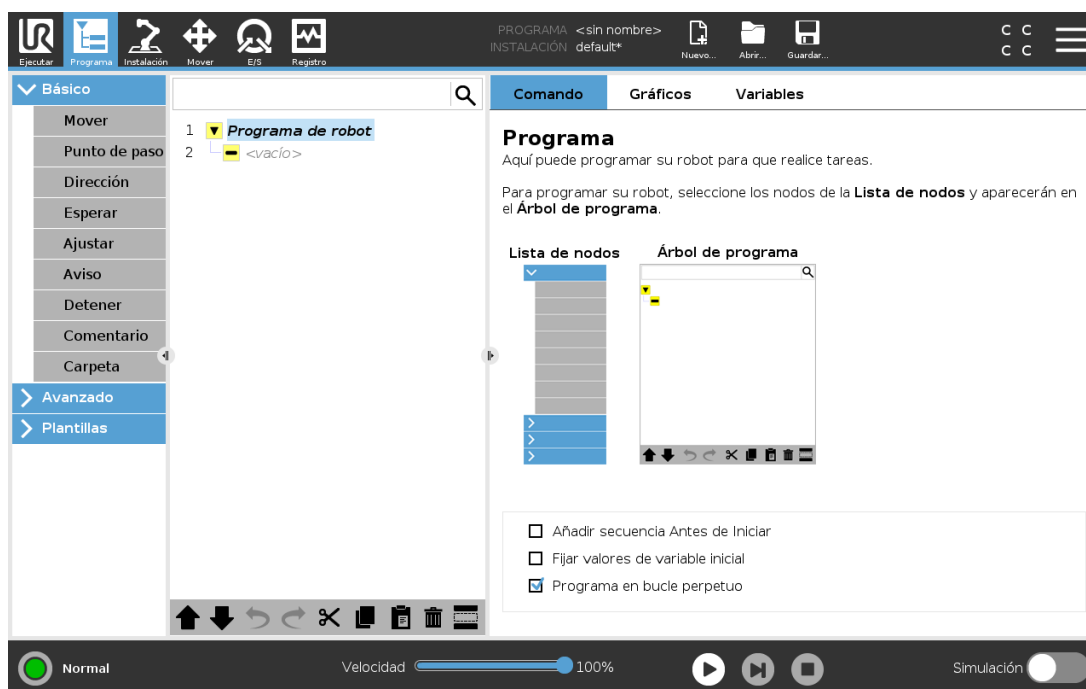 UR
Ejecutar
Programa
Instalación
Mover
E/S
Registro
PROGRAMA <sin nombre>
INSTALACIÓN default*
Nuevo...
Abrir...
Guardar...
C C
C C
Básico
Mover
Punto de paso
Dirección
Esperar
Ajustar
Aviso
Detener
Comentario
Carpeta
Avanzado
Plantillas
1 Programa de robot
2 <vacío>
Comando
Gráficos
Variables
Programa
Aquí puede programar su robot para que realice tareas.
Para programar su robot, seleccione los nodos de la Lista de nodos y aparecerán en
el Árbol de programa.
Lista de nodos
Árbol de programa
Añadir secuencia Antes de Iniciar
Fijar valores de variable inicial
Programa en bucle perpetuo
Normal
Velocidad
100%
Simulación